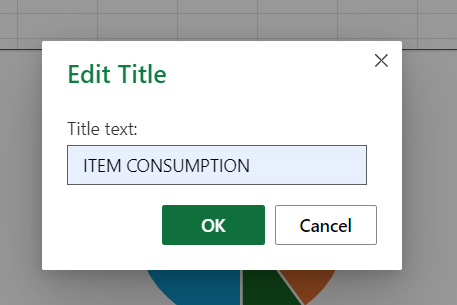 Edit Title
Title text:
ITEM CONSUMPTION
OK
Cancel